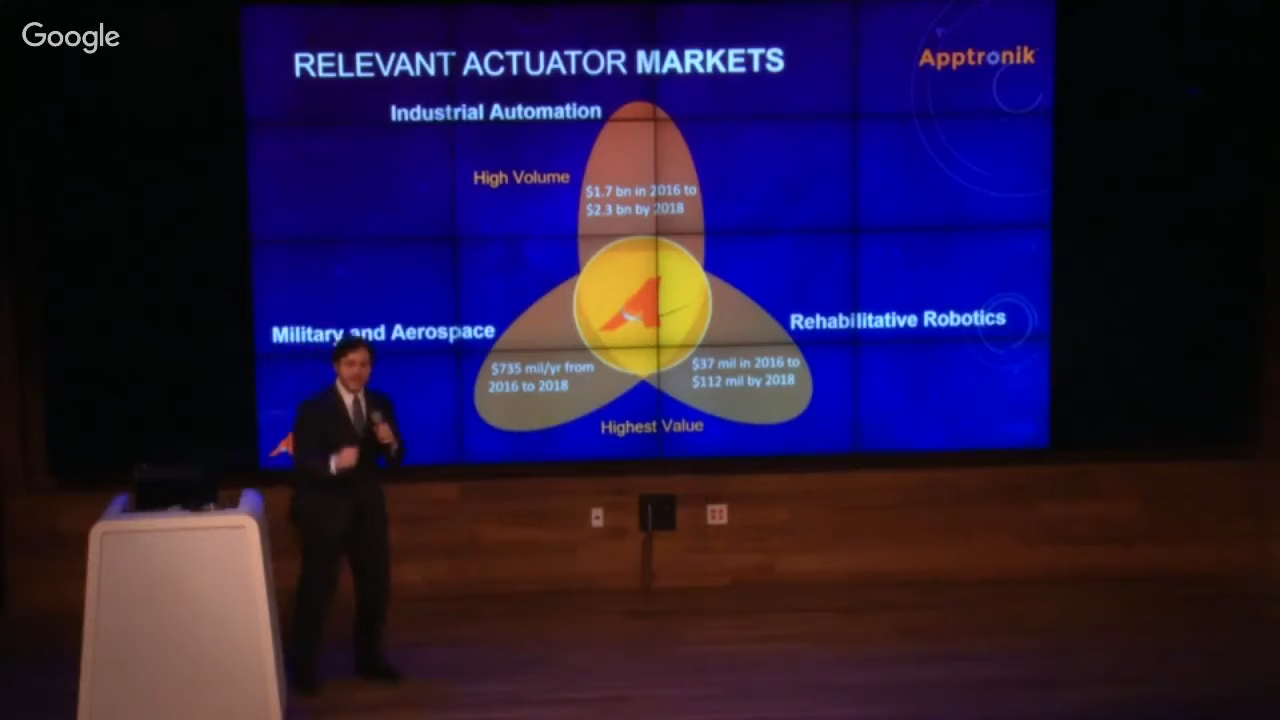 Google
RELEVANT ACTUATOR MARKETS
Apptronik
Industrial Automation
High Volume
$1.7 bn in 2016 to
$2.3 bn by 2018
Military and Aerospace
Rehabilitative Robotics
$735 mil/yr from
2016 to 2018
$37 mil in 2016 to
$112 mil by 2018
Highest Value